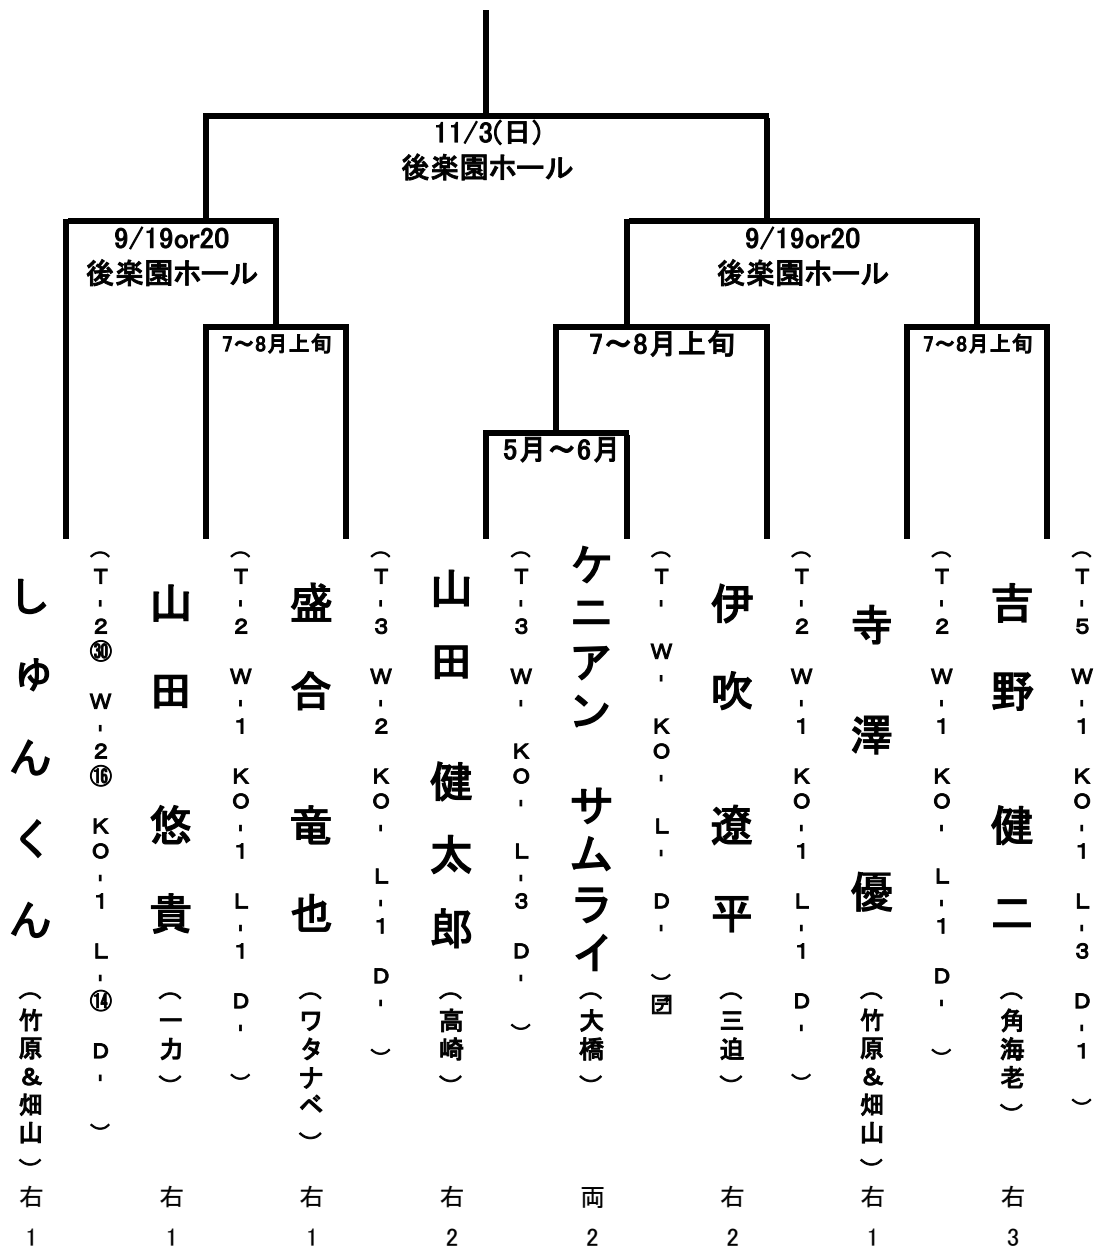 11/3(日)
後楽園ホール
9/19or20
後楽園ホール
9/19or20
後楽園ホール
7～8月上旬
7～8月上旬
7～8月上旬
5月～6月
しゅんくん（竹原＆畑山）右1
（T-2㉚ W-2⑯ KO-1 L-⑭ D- ）
山田 悠貴（一力）右1
（T-2 W-1 KO-1 L-1 D- ）
盛合 竜也（ワタナベ）右1
（T-3 W-2 KO- L-1 D- ）
山田 健太郎（高崎）右2
（T-3 W- KO- L-3 D- ）
ケニアン サムライ（大橋）両2
（T- W- KO- L- D- ）デ
伊吹 遼平（三迫）右2
（T-2 W-1 KO-1 L-1 D- ）
寺澤 優（竹原＆畑山）右1
（T-2 W-1 KO- L-1 D- ）
吉野 健二（角海老）右3
（T-5 W-1 KO-1 L-3 D-1 ）